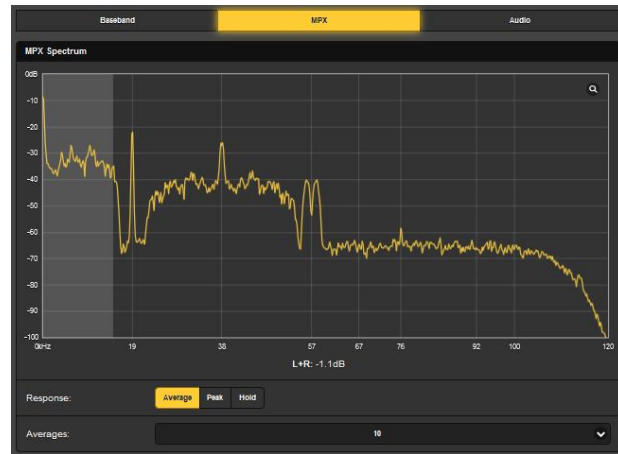 Baseband MPX Audio
MPX Spectrum
0dB
-10
-20
-30
-40
-50
-60
-70
-80
-90
-100
0kHz 19 38 57 67 76 92 100 120
L+R: -1.1dB
Response: Average Peak Hold
Averages: 10